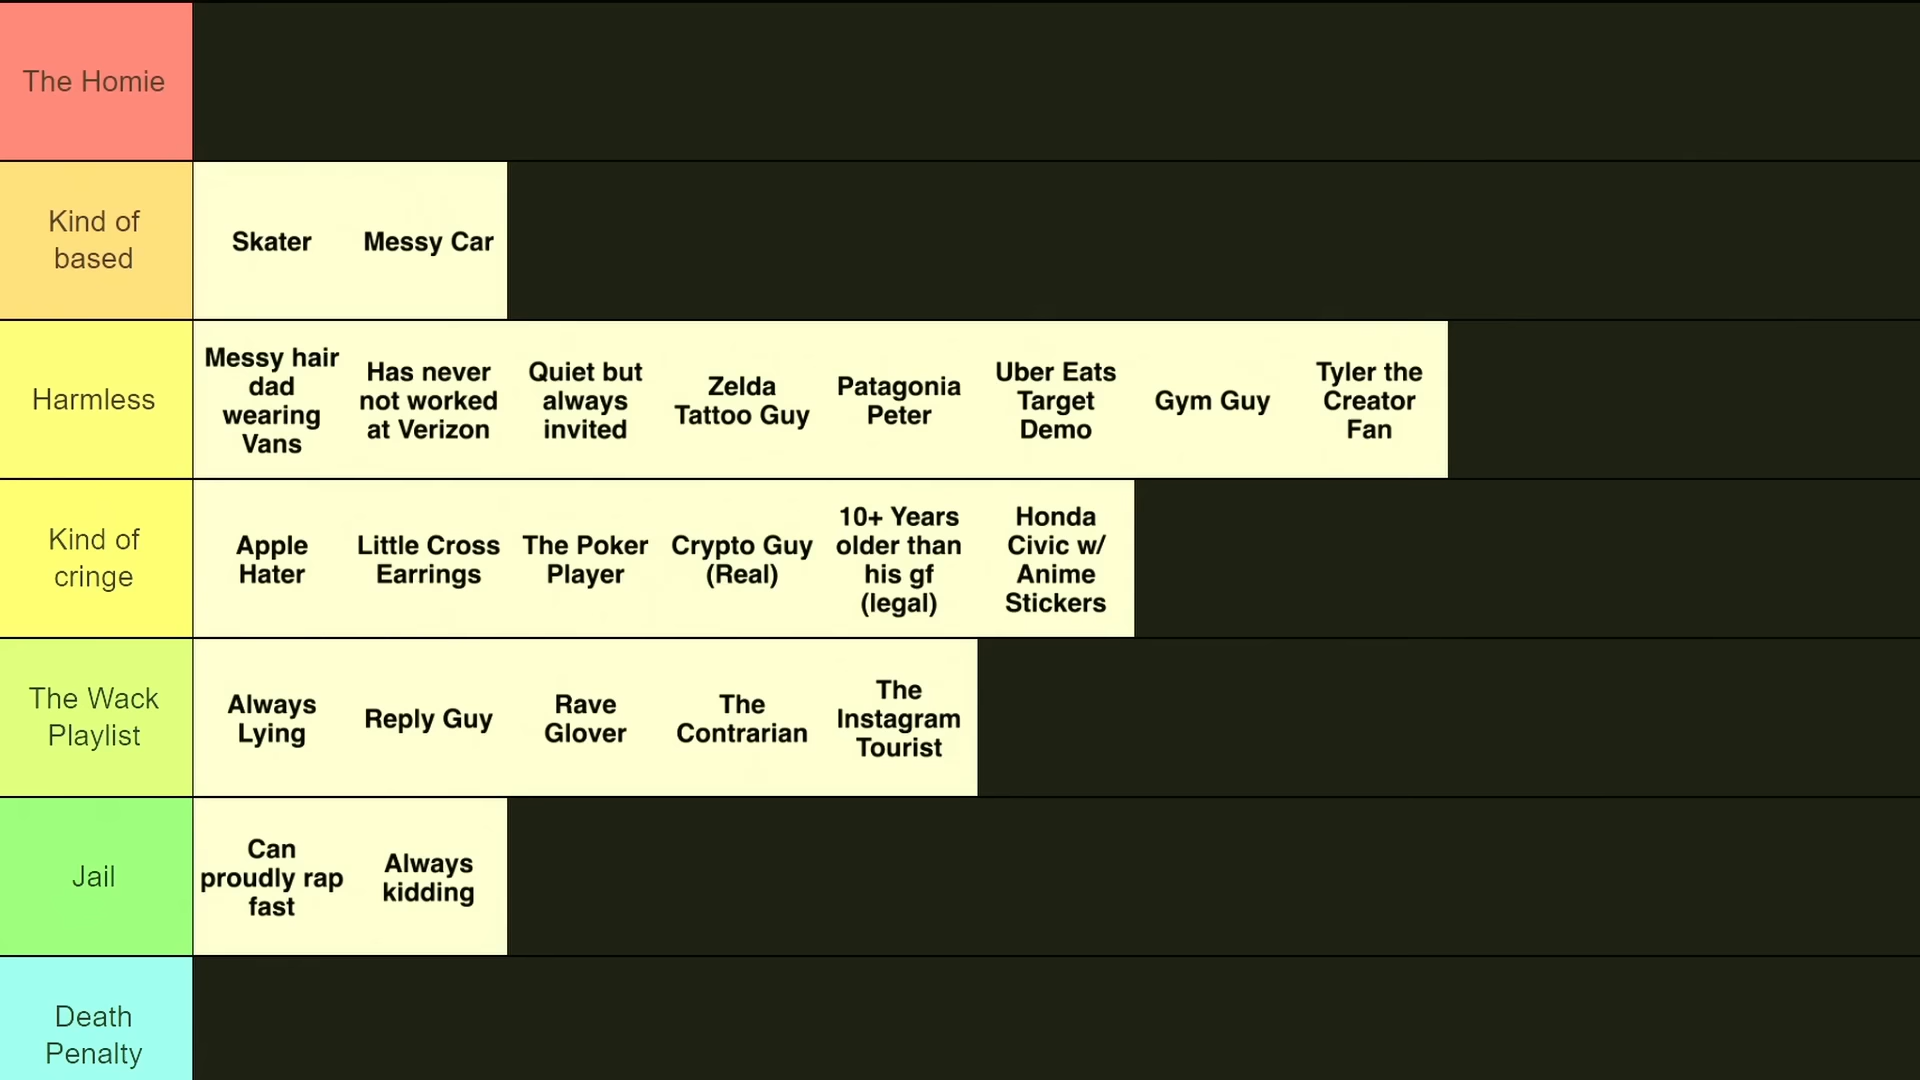 The Homie
Kind of
based
Skater
Messy Car
Harmless
Messy hair
dad
wearing
Vans
Has never
not worked
at Verizon
Quiet but
always
invited
Zelda
Tattoo Guy
Patagonia
Peter
Uber Eats
Target
Demo
Gym Guy
Tyler the
Creator
Fan
Kind of
cringe
Apple
Hater
Little Cross
Earrings
The Poker
Player
Crypto Guy
(Real)
10+ Years
older than
his gf
(legal)
Honda
Civic w/
Anime
Stickers
The Wack
Playlist
Always
Lying
Reply Guy
Rave
Glover
The
Contrarian
The
Instagram
Tourist
Jail
Can
proudly rap
fast
Always
kidding
Death
Penalty